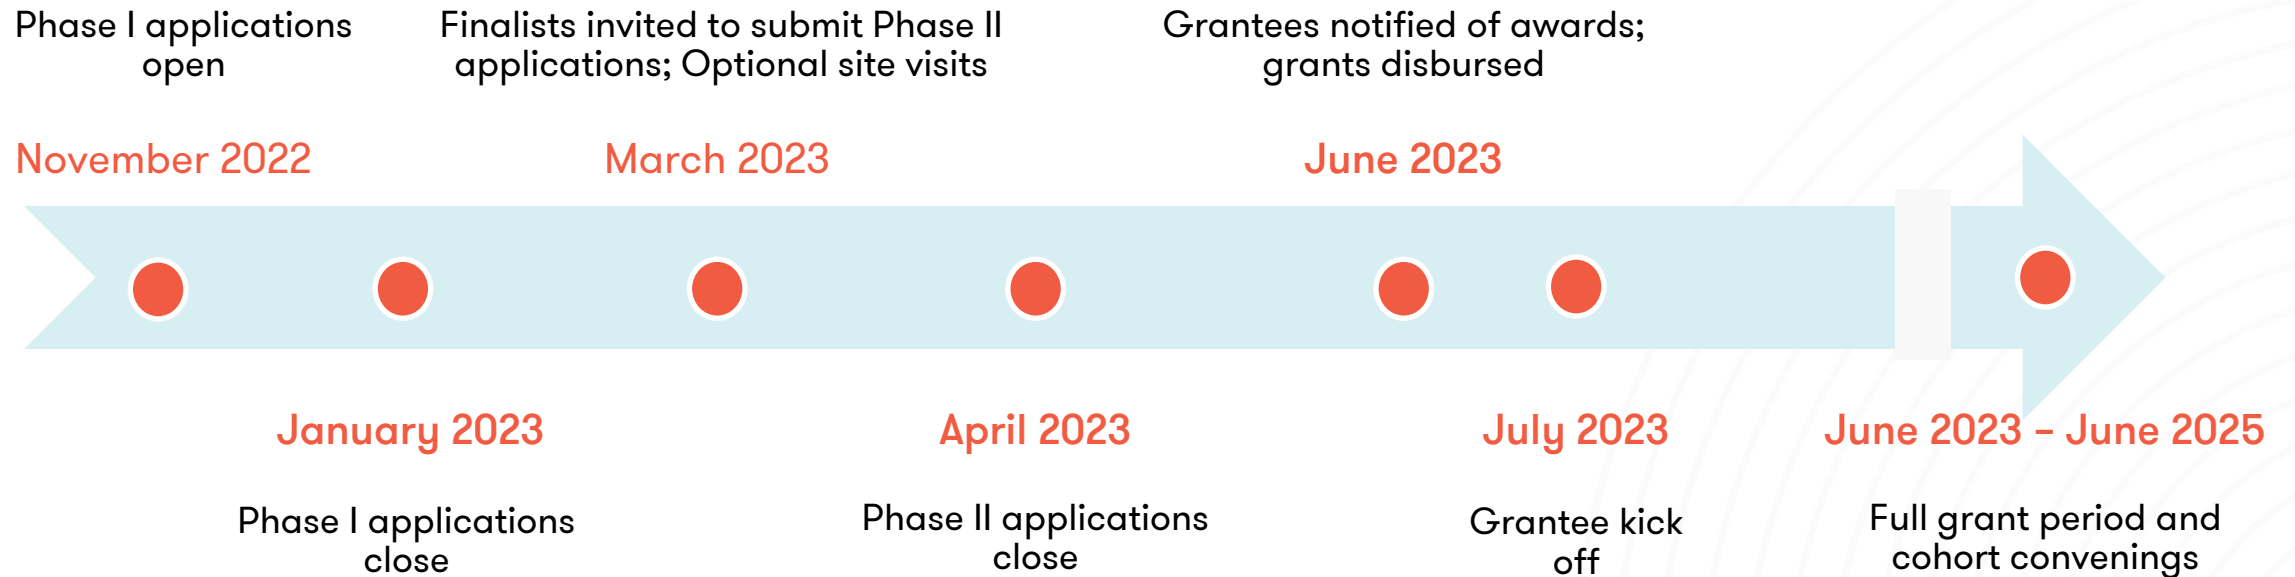 Phase I applications
open
November 2022
Finalists invited to submit Phase II
applications; Optional site visits
March 2023
Grantees notified of awards;
grants disbursed
June 2023
January 2023
Phase I applications
close
April 2023
Phase II applications
close
July 2023
Grantee kick
off
June 2023 – June 2025
Full grant period and
cohort convenings